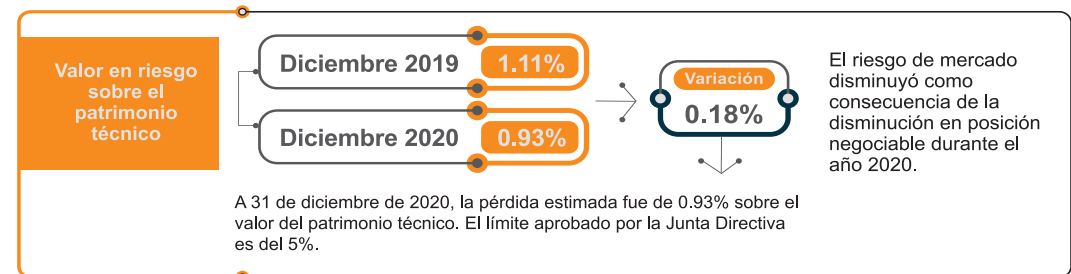 Valor en riesgo
sobre el
patrimonio
técnico
Diciembre 2019 1.11%
Diciembre 2020 0.93%
Variación
0.18%
El riesgo de mercado
disminuyó como
consecuencia de la
disminución en posición
negociable durante el
año 2020.
A 31 de diciembre de 2020, la pérdida estimada fue de 0.93% sobre el
valor del patrimonio técnico. El límite aprobado por la Junta Directiva
es del 5%.